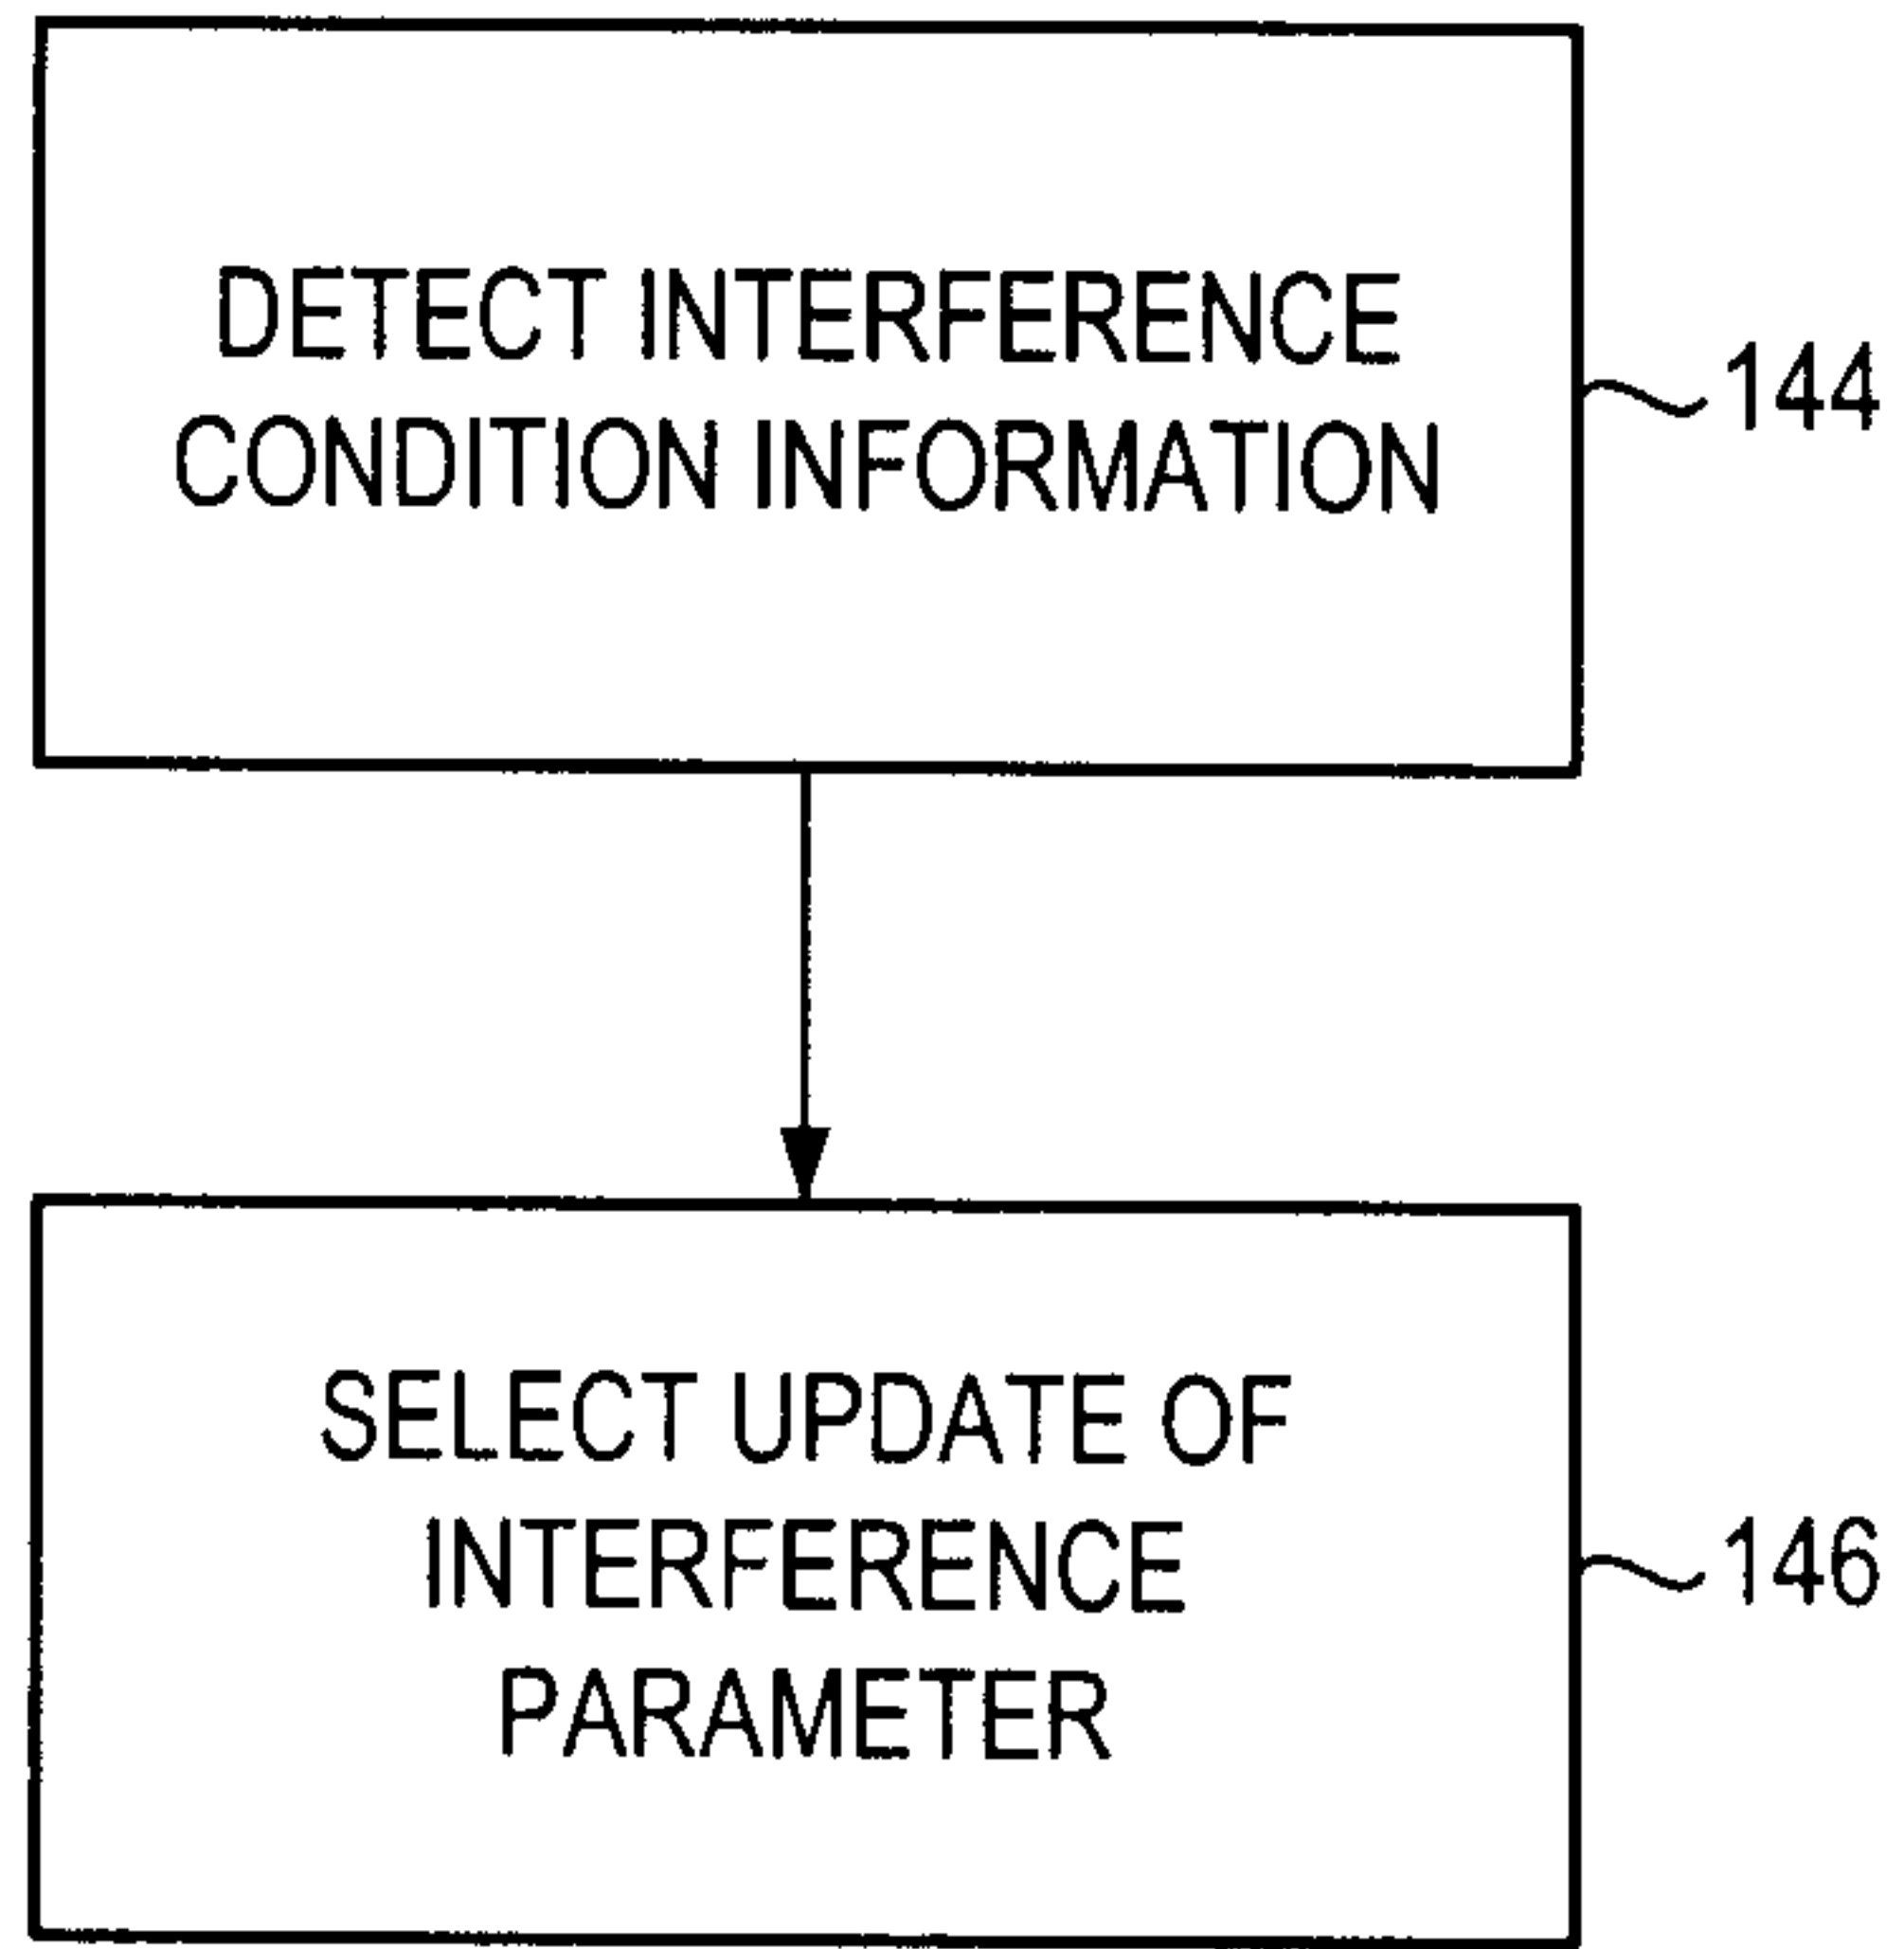 DETECT INTERFERENCE
CONDITION INFORMATION
144
SELECT UPDATE OF
INTERFERENCE
PARAMETER
146